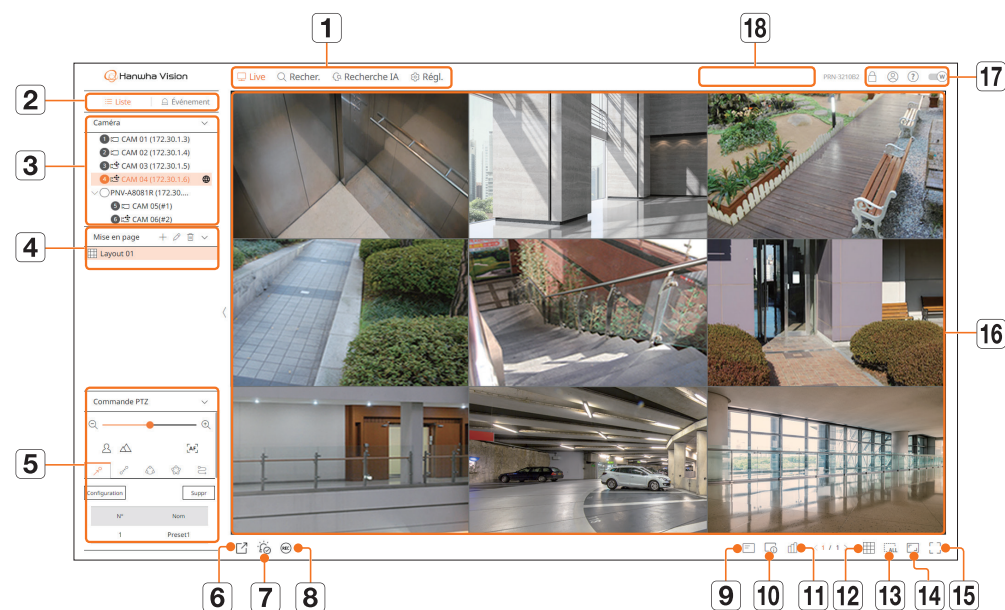 1
18
Hanwha Vision
Live Recher. Recherche IA Régl.
PRN-3210B2
W
17
2
Liste Événement
Caméra
3
1 CAM 01 (172.30.1.3)
2 CAM 02 (172.30.1.4)
3 CAM 03 (172.30.1.5)
4 CAM 04 (172.30.1.6)
PNV-A8081R (172.30....
5 CAM 05(#1)
6 CAM 06(#2)
4
Mise en page
Layout 01
16
Commande PTZ
5
AF
Configuration Suppr
N° Nom
1 Preset1
REC
1 / 1
ALL
6 7 8 9 10 11 12 13 14 15